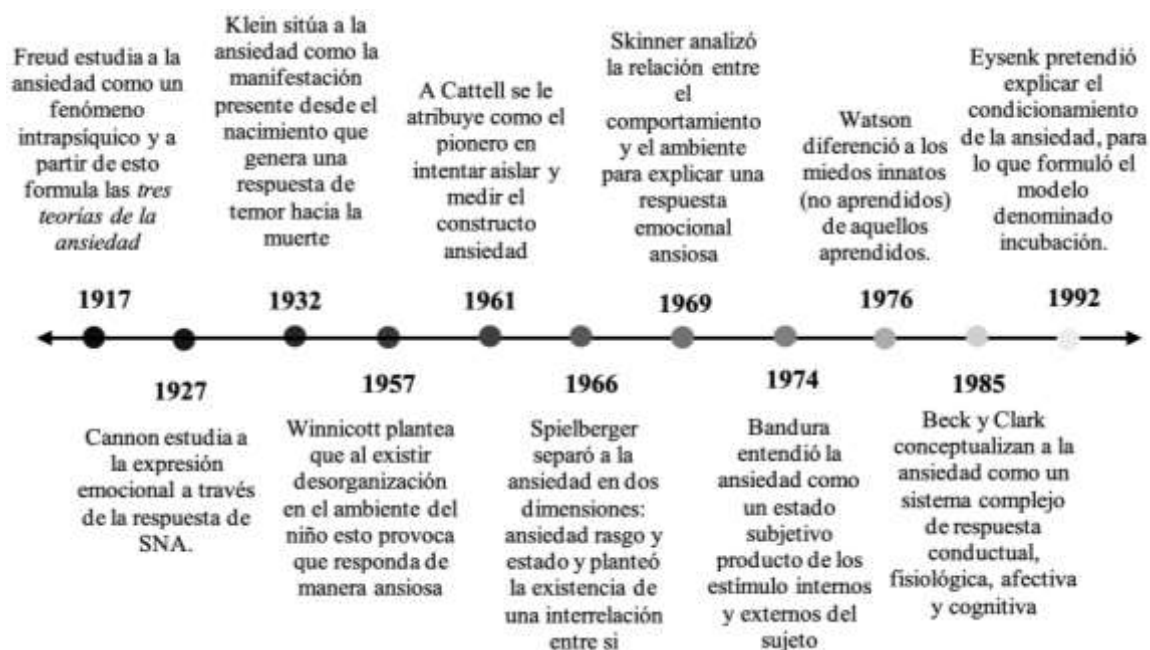 Freud estudia a la
ansiedad como un
fenómeno
intrapsíquico y a
partir de esto
formula las tres
teorías de la
ansiedad
1917
Cannon estudia a
la expresión
emocional a través
de la respuesta de
SNA.
1927
Klein sitúa a la
ansiedad como la
manifestación
presente desde el
nacimiento que
genera una
respuesta de
temor hacia la
muerte
1932
1957
Winnicott plantea
que al existir
desorganización
en el ambiente del
niño esto provoca
que responda de
manera ansiosa
A Cattell se le
atribuye como el
pionero en
intentar aislar y
medir el
constructo
ansiedad
1961
1966
Spielberger
separó a la
ansiedad en dos
dimensiones:
ansiedad rasgo y
estado y planteó
la existencia de
una interrelación
entre si
Skinner analizó
la relación entre
el
comportamiento
y el ambiente
para explicar una
respuesta
emocional
ansiosa
1969
1974
Bandura
entendió la
ansiedad como
un estado
subjetivo
producto de los
estímulo internos
y externos del
sujeto
Watson
diferenció a los
miedos innatos
(no aprendidos)
de aquellos
aprendidos.
1976
1985
Beck y Clark
conceptualizan a la
ansiedad como un
sistema complejo
de respuesta
conductual,
fisiológica, afectiva
y cognitiva
Eysenk pretendió
explicar el
condicionamiento
de la ansiedad, para
lo que formuló el
modelo
denominado
incubación.
1992